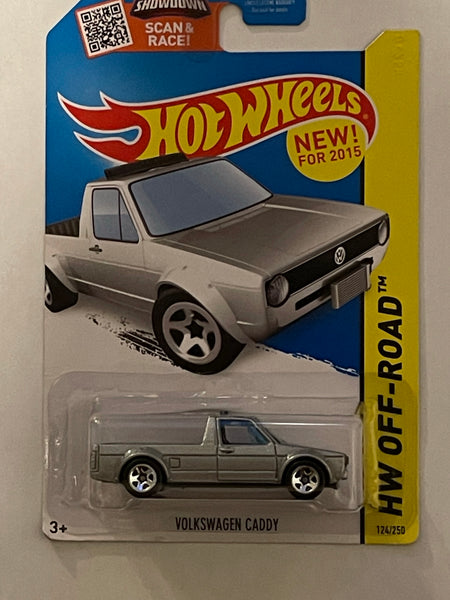 SHOWDOWN
SCAN &
RACE!
HOT WHEELS
NEW!
FOR 2015
HW OFF-ROAD™
VOLKSWAGEN CADDY
3+
124/250